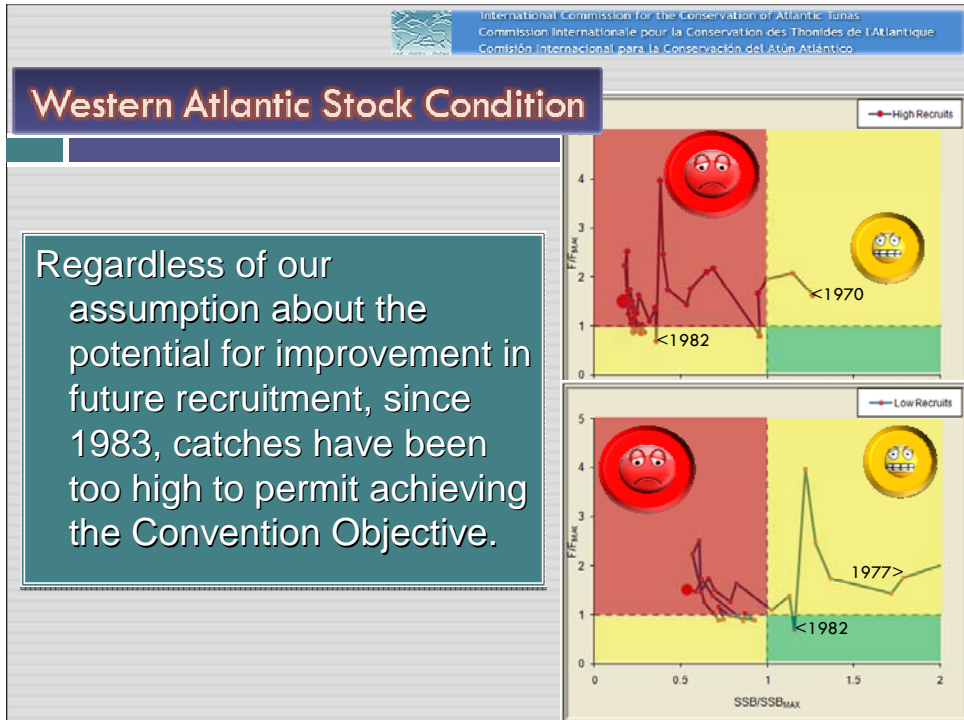 International Commission for the Conservation of Atlantic Tunas
Commission Internationale pour la Conservation des Thonides de l'Atlantique
Comisión Internacional para la Conservación del Atún Atlántico
Western Atlantic Stock Condition
Regardless of our
assumption about the
potential for improvement in
future recruitment, since
1983, catches have been
too high to permit achieving
the Convention Objective.
High Recruits
4
3
2
1
0
F/FMAX
<1970
<1982
Low Recruits
5
4
3
2
1
0
F/FMAX
1977>
<1982
0
0.5
1
1.5
2
SSB/SSBMAX